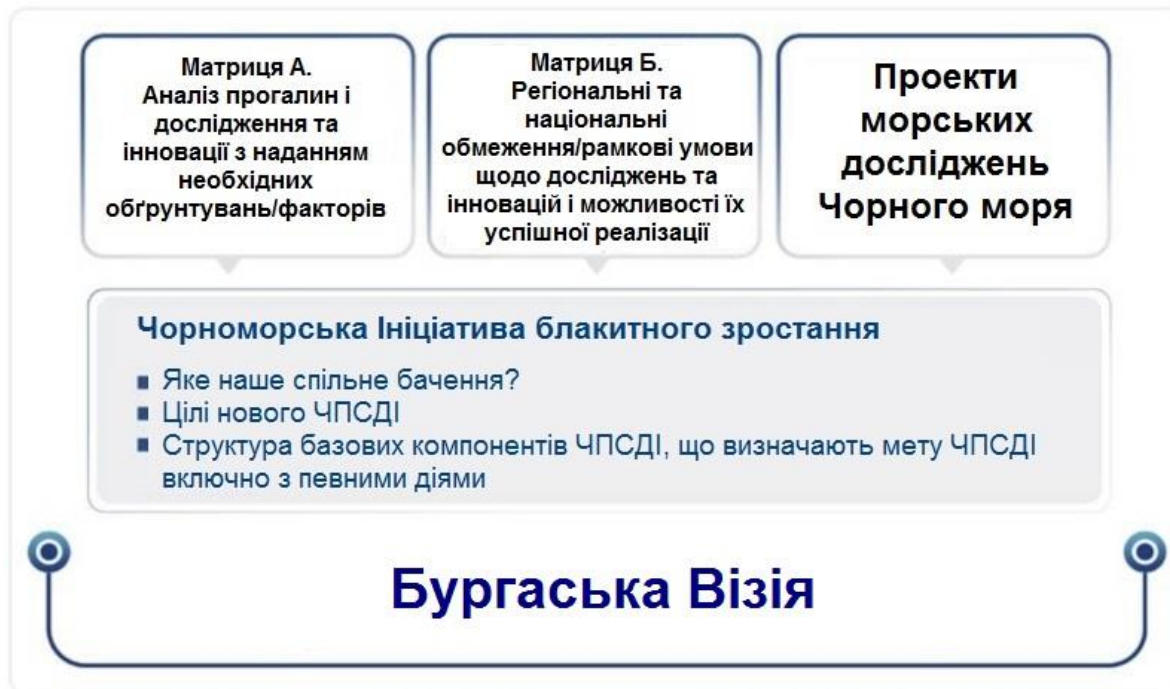 Матриця А.
Аналіз прогалин і
дослідження та
інновації з наданням
необхідних
обґрунтувань/факторів
Матриця Б.
Регіональні та
національні
обмеження/рамкові умови
щодо досліджень та
інновацій і можливості їх
успішної реалізації
Проекти
морських
досліджень
Чорного моря
Чорноморська Ініціатива блакитного зростання
▪ Яке наше спільне бачення?
▪ Цілі нового ЧПСДІ
▪ Структура базових компонентів ЧПСДІ, що визначають мету ЧПСДІ
включно з певними діями
Бургаська Візія